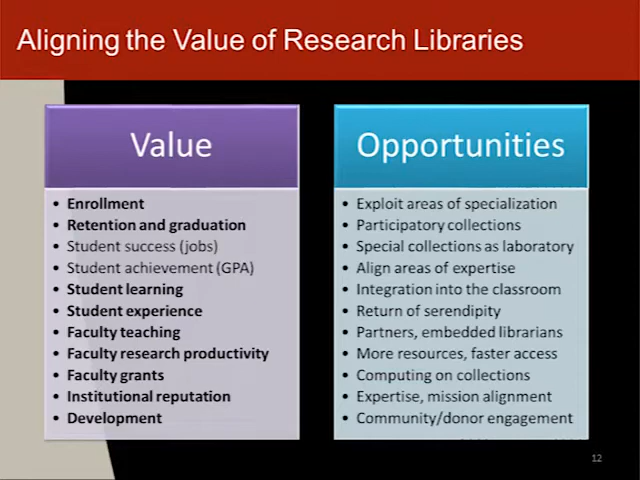 Aligning the Value of Research Libraries
Value
• Enrollment
• Retention and graduation
• Student success (jobs)
• Student achievement (GPA)
• Student learning
• Student experience
• Faculty teaching
• Faculty research productivity
• Faculty grants
• Institutional reputation
• Development
Opportunities
• Exploit areas of specialization
• Participatory collections
• Special collections as laboratory
• Align areas of expertise
• Integration into the classroom
• Return of serendipity
• Partners, embedded librarians
• More resources, faster access
• Computing on collections
• Expertise, mission alignment
• Community/donor engagement
12